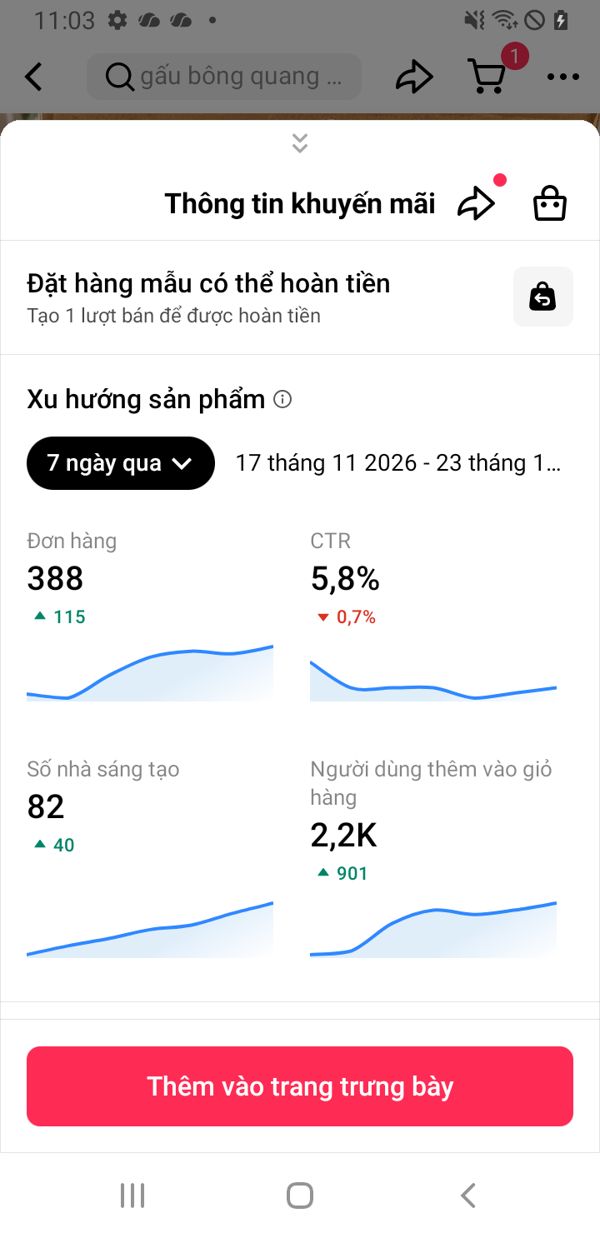 11:03
gấu bông quang ...
1
Thông tin khuyến mãi
Đặt hàng mẫu có thể hoàn tiền
Tạo 1 lượt bán để được hoàn tiền
Xu hướng sản phẩm
7 ngày qua
17 tháng 11 2026 - 23 tháng 1...
Đơn hàng
388
115
CTR
5,8%
0,7%
Số nhà sáng tạo
82
40
Người dùng thêm vào giỏ
hàng
2,2K
901
Thêm vào trang trưng bày